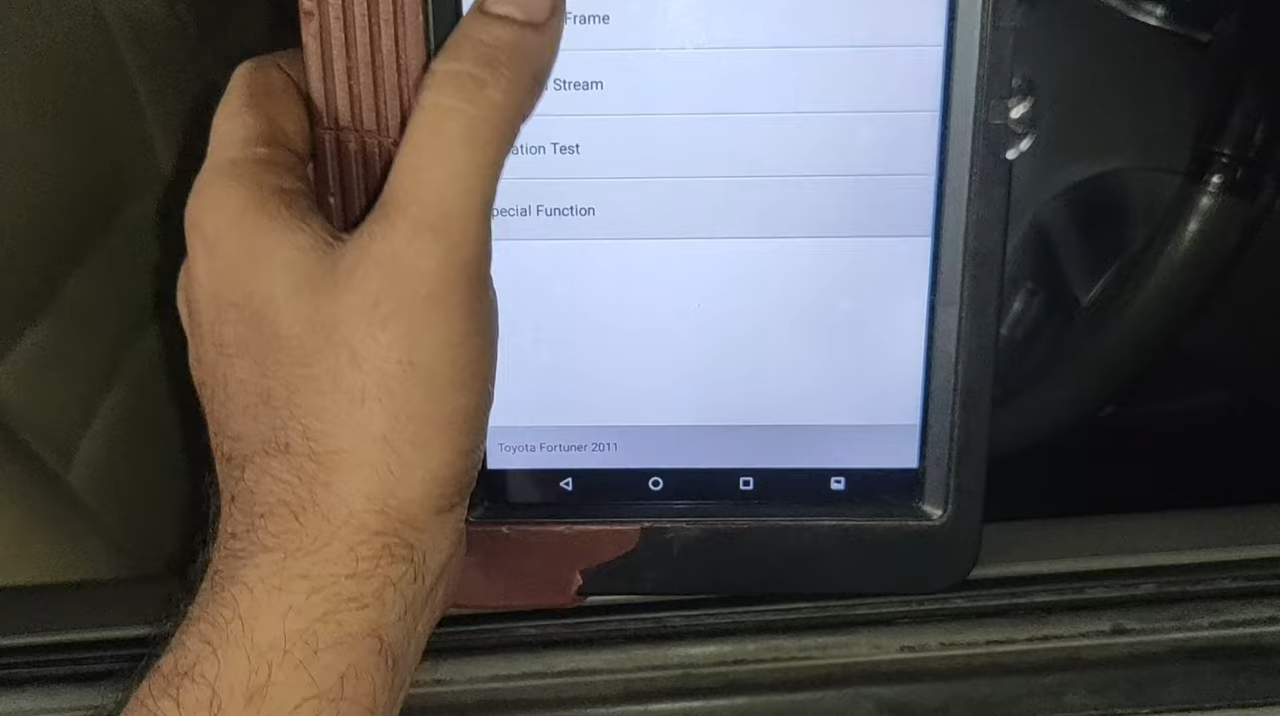 Frame
Stream
ation Test
pecial Function
Toyota Fortuner 2011